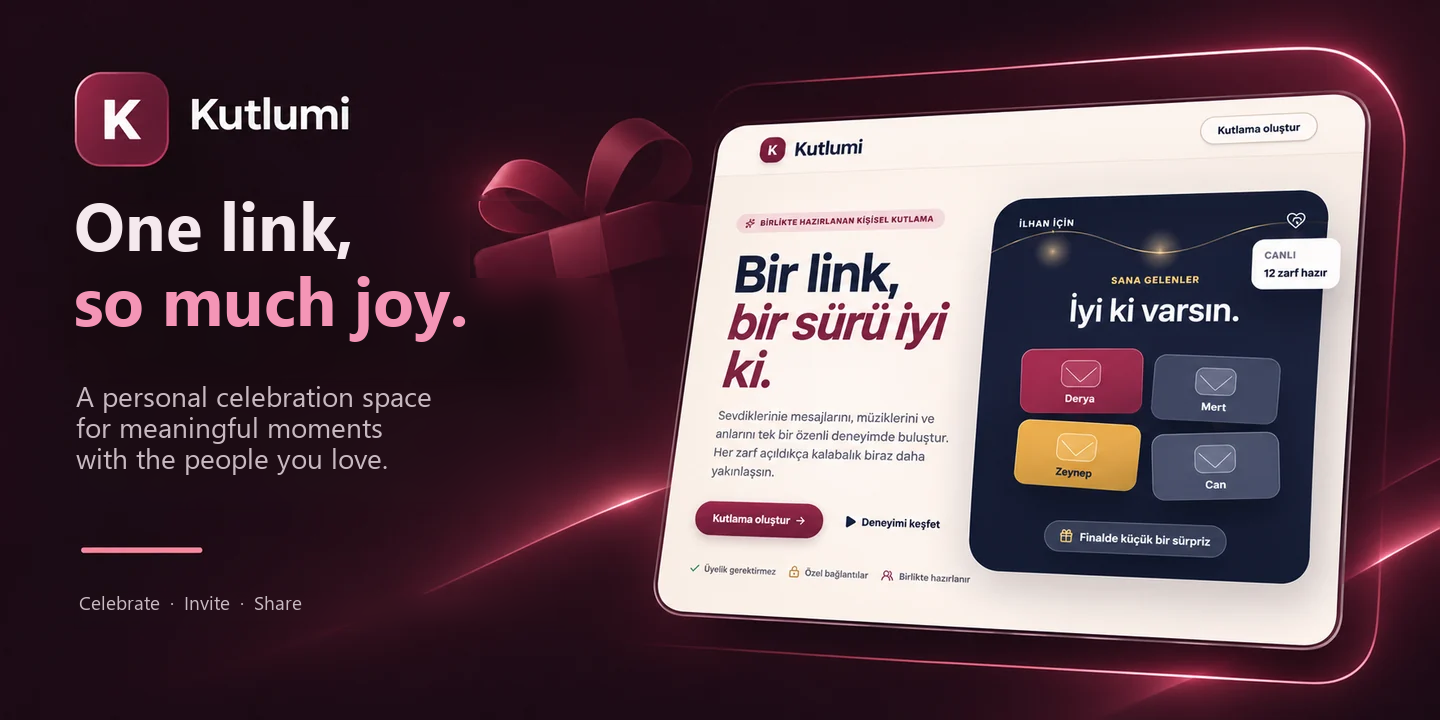 K
Kutlumi
One link,
so much joy.
A personal celebration space
for meaningful moments
with the people you love.
Celebrate · Invite · Share
K
Kutlumi
Kutlama oluştur
BİRLİKTE HAZIRLANAN KİŞİSEL KUTLAMA
Bir link,
bir sürü iyi
ki.
Sevdiklerinie mesajlarını, müziklerini ve
anlarını tek bir özenli deneyimde buluştur.
Her zarf açıldıkça kalabalık biraz daha
yakınlaşsın.
Kutlama oluştur →
Deneyimi keşfet
Üyelik gerektirmez
Özel bağlantılar
Birlikte hazırlanır
İLHAN İÇİN
CANLI
12 zarf hazır
SANA GELENLER
İyi ki varsın.
Derya
Mert
Zeynep
Can
Finalde küçük bir sürpriz